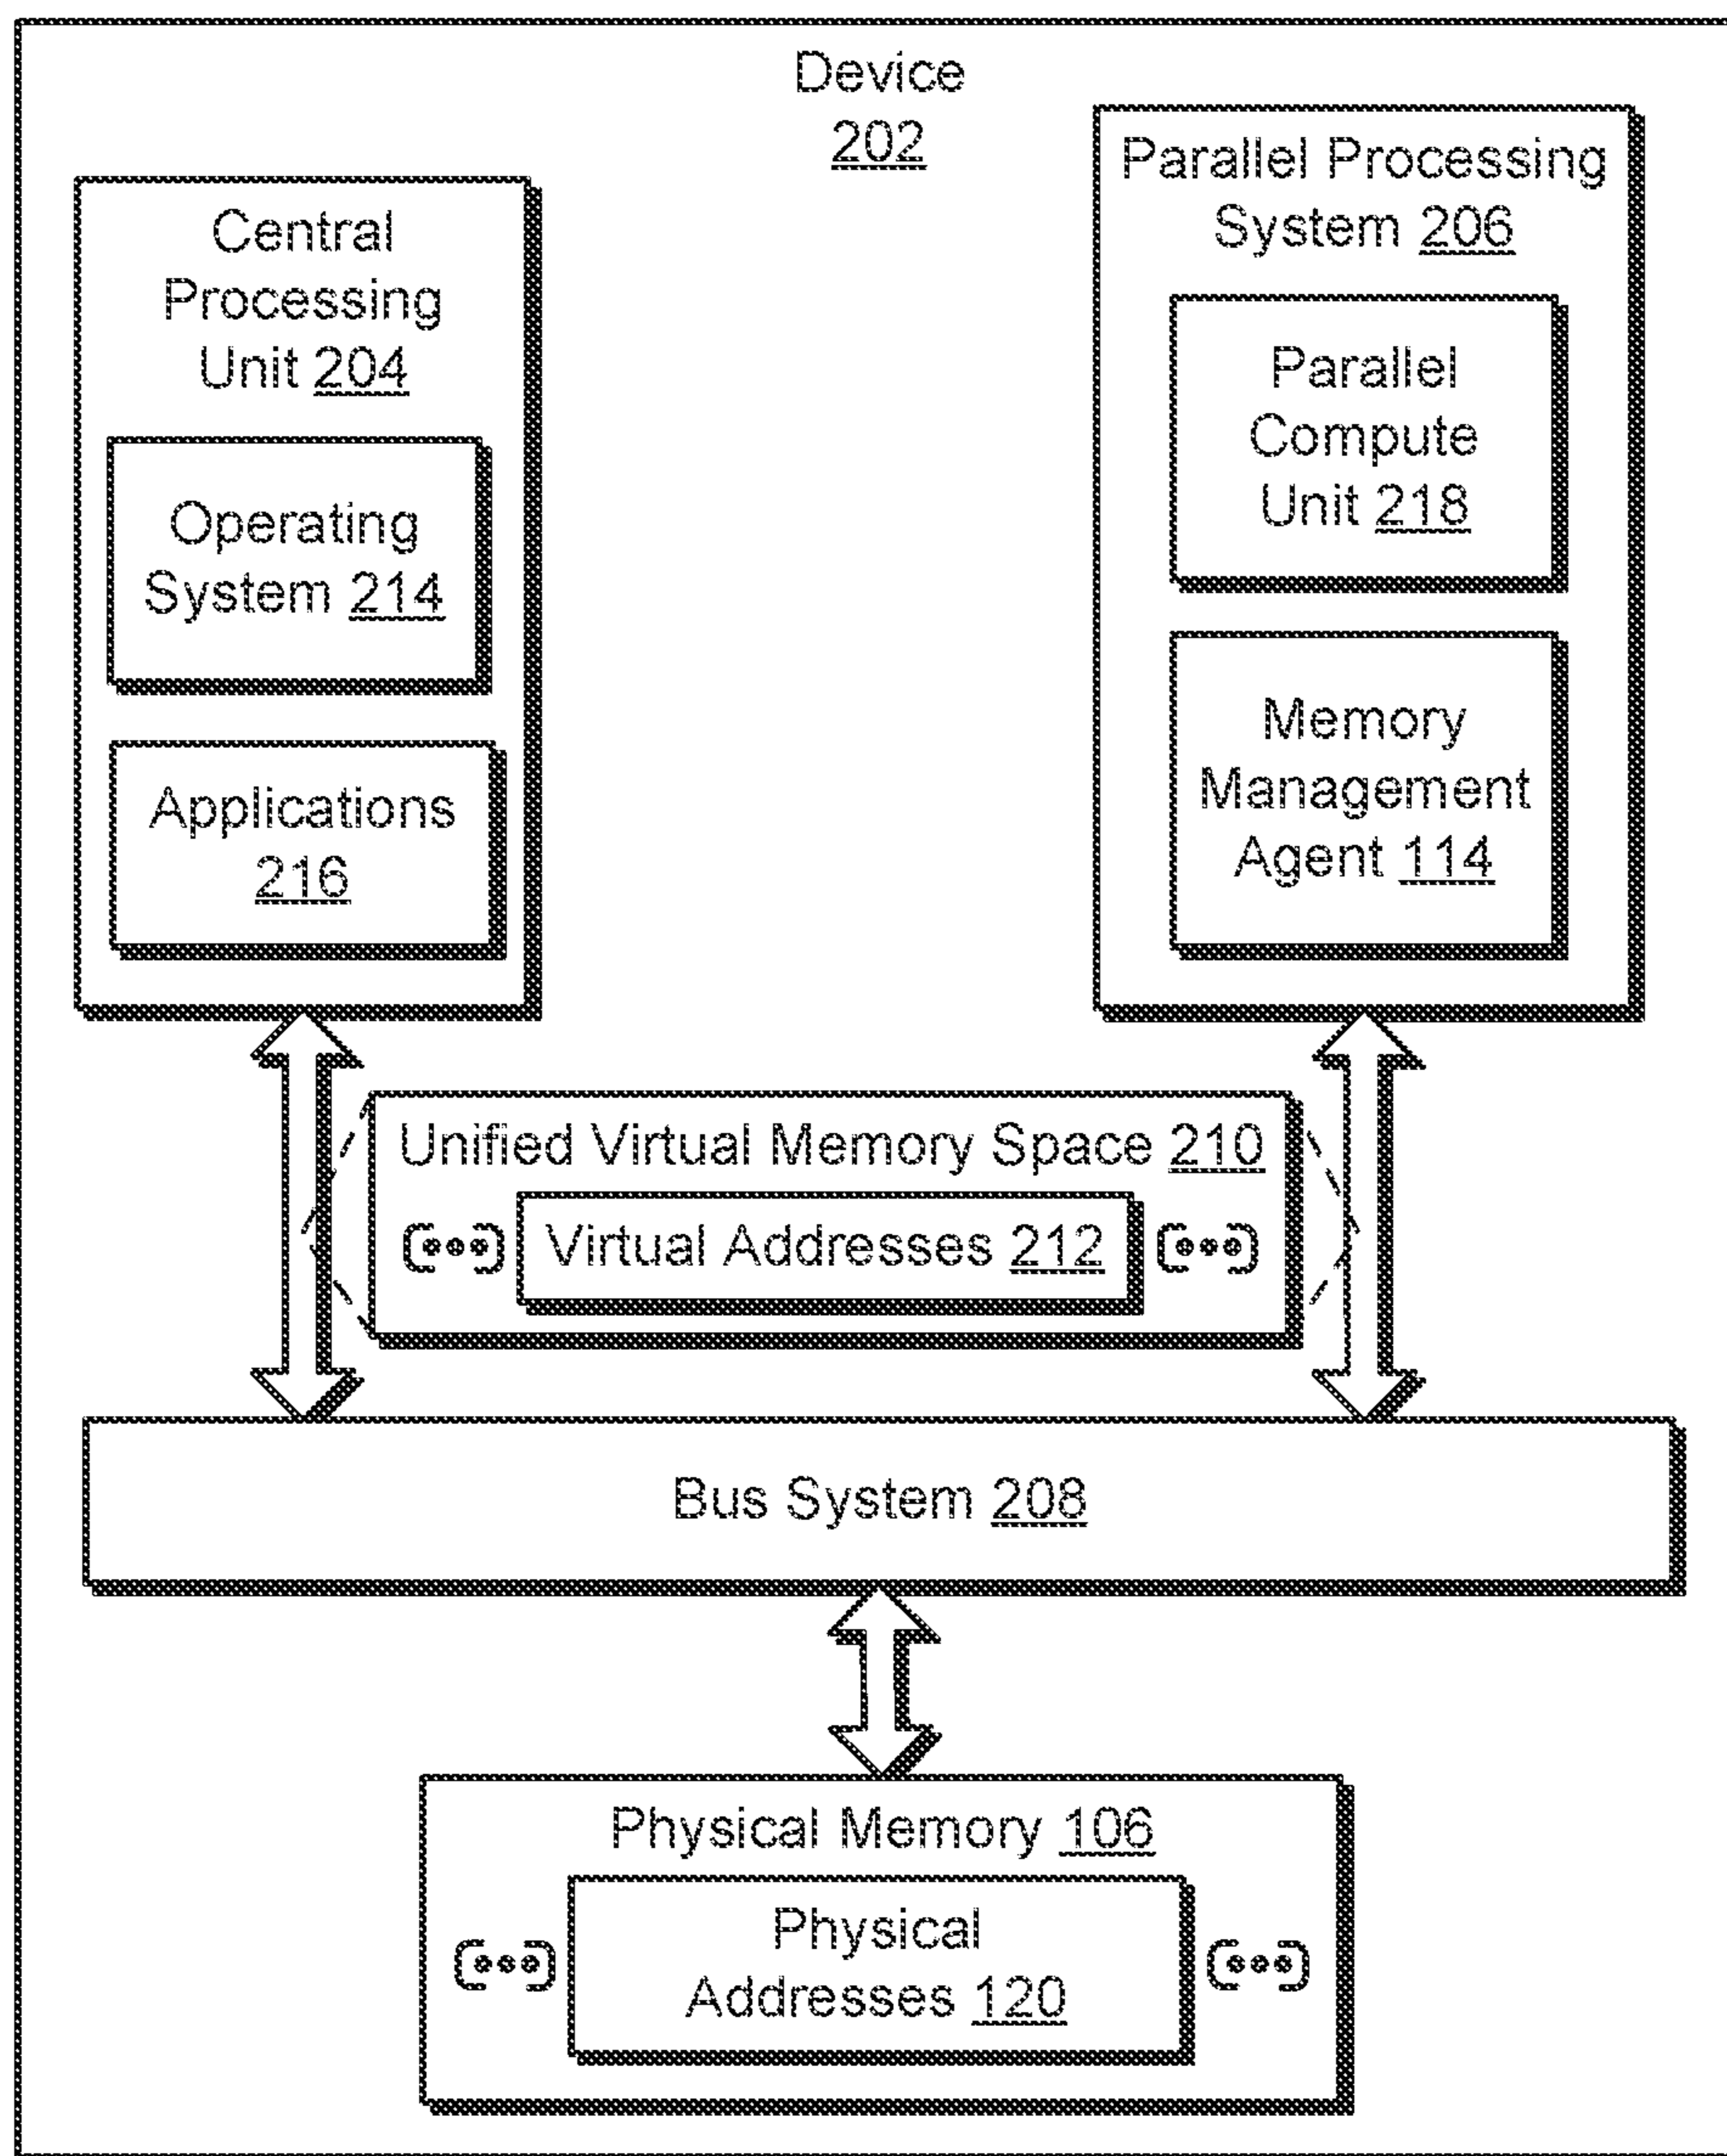 Device
202
Central
Processing
Unit 204
Operating
System 214
Applications
216
Parallel Processing
System 206
Parallel
Compute
Unit 218
Memory
Management
Agent 114
Unified Virtual Memory Space 210
Virtual Addresses 212
Bus System 208
Physical Memory 106
Physical
Addresses 120